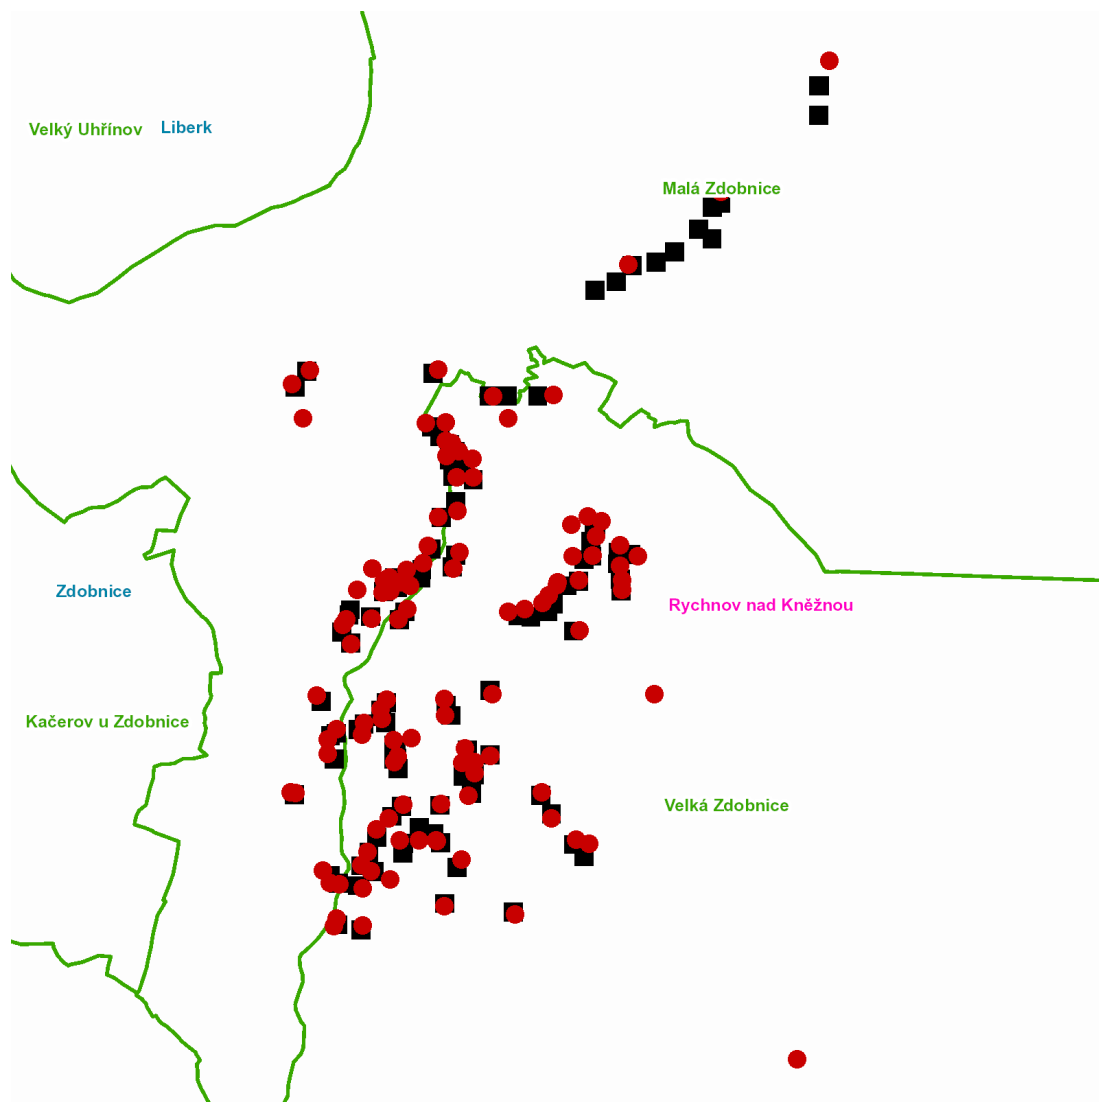 Velký Uhřínov
Liberk
Malá Zdobnice
Zdobnice
Rychnov nad Kněžnou
Kačerov u Zdobnice
Velká Zdobnice